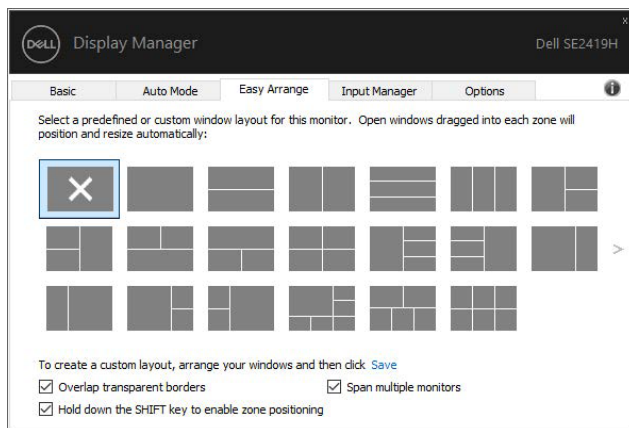 DELL Display Manager
Dell SE2419H
Basic Auto Mode Easy Arrange Input Manager Options
Select a predefined or custom window layout for this monitor. Open windows dragged into each zone will
position and resize automatically:
To create a custom layout, arrange your windows and then click Save
Overlap transparent borders
Span multiple monitors
Hold down the SHIFT key to enable zone positioning